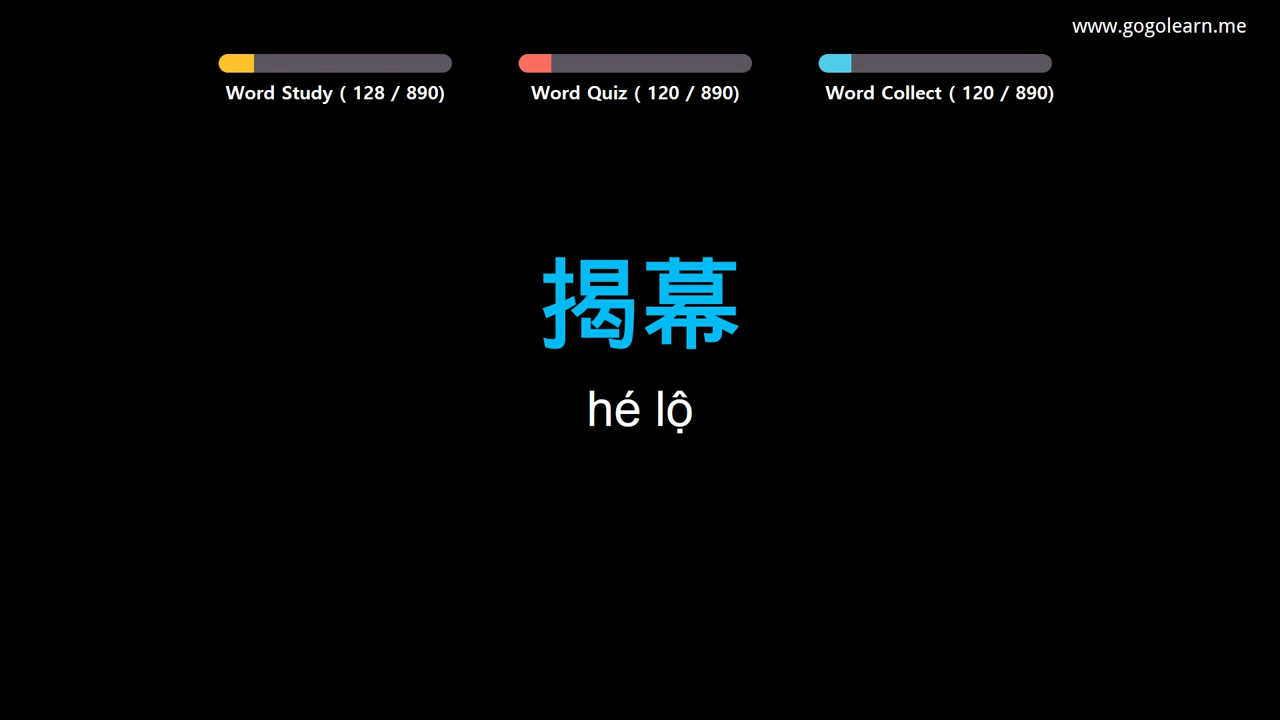 www.gogolearn.me
Word Study ( 128 / 890)
Word Quiz ( 120 / 890)
Word Collect ( 120 / 890)
揭幕
hé lộ